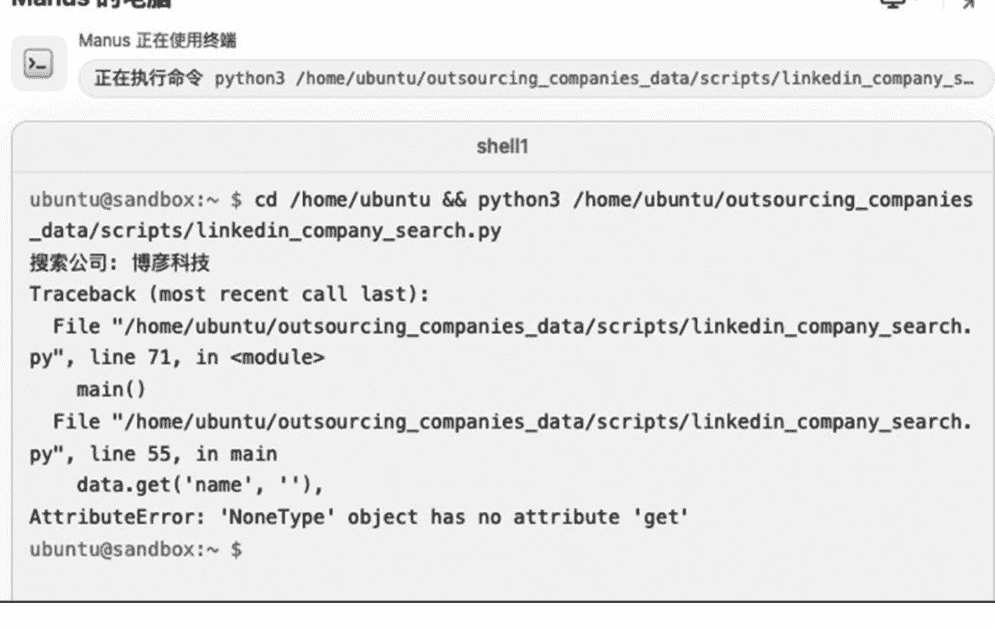 Manus 的电脑
Manus 正在使用终端
正在执行命令 python3 /home/ubuntu/outsourcing_companies_data/scripts/linkedin_company_s…
shell1
ubuntu@sandbox:~ $ cd /home/ubuntu && python3 /home/ubuntu/outsourcing_companies
_data/scripts/linkedin_company_search.py
搜索公司: 博彦科技
Traceback (most recent call last):
  File "/home/ubuntu/outsourcing_companies_data/scripts/linkedin_company_search.
py", line 71, in <module>
    main()
  File "/home/ubuntu/outsourcing_companies_data/scripts/linkedin_company_search.
py", line 55, in main
    data.get('name', ''),
AttributeError: 'NoneType' object has no attribute 'get'
ubuntu@sandbox:~ $